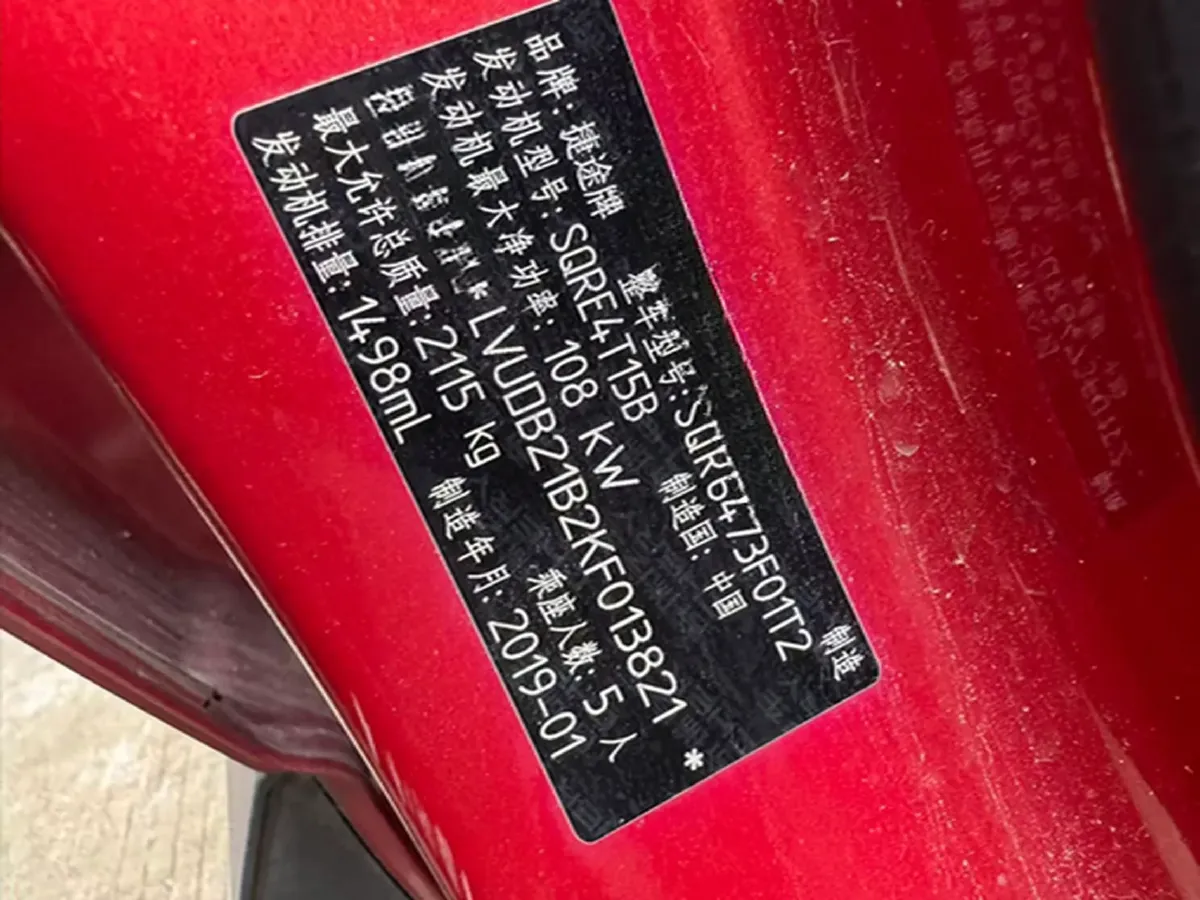 品牌: 捷途牌 整车型号: SQR6473F01T2 制造
发动机型号: SQRE4T15B 制造国: 中国
发动机最大净功率: 108 KW
* LVUDB21B2KF013821 *
最大允许总质量: 2115 kg 乘座人数: 5 人
发动机排量: 1498mL 制造年月: 2019-01